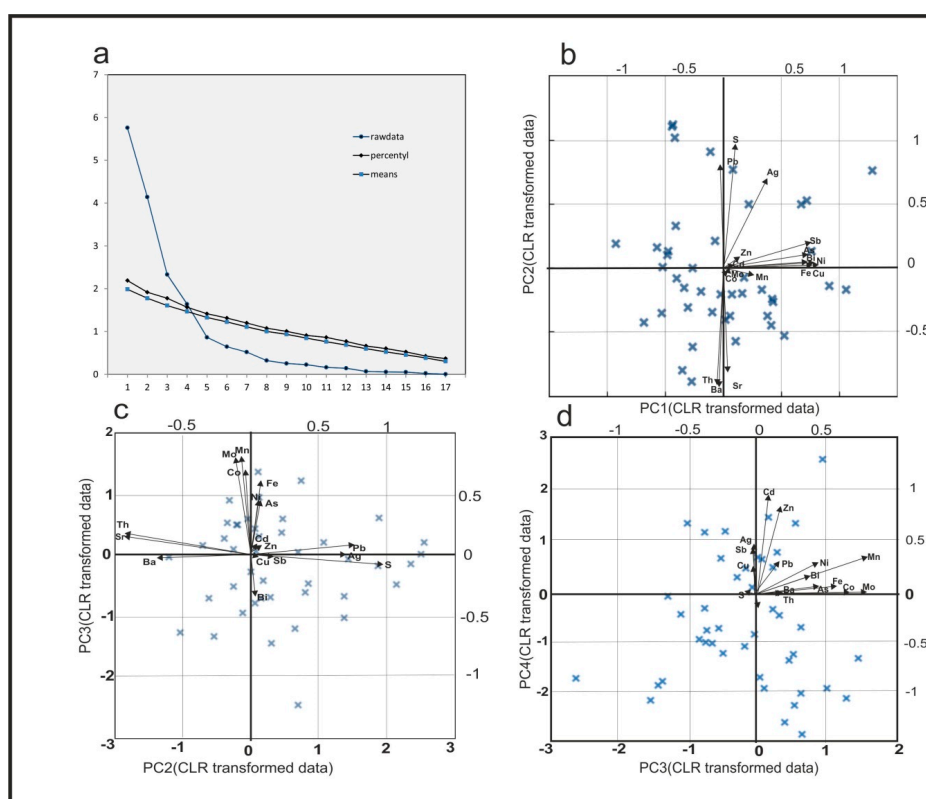 a
7
6
5
4
3
2
1
0
rawdata
percentyl
means
1 2 3 4 5 6 7 8 9 10 11 12 13 14 15 16 17
b
-1 -0.5 0 0.5 1
PC2(CLR transformed data)
1
0.5
0
-0.5
S
Pb
Ag
Sb
As
Bi
Ni
Zn
Cd
Mo
Mn
Co
Fe Cu
Th
Ba
Sr
PC1(CLR transformed data)
c
-0.5 0 0.5 1
2
1
0
-1
-2
-3
PC3(CLR transformed data)
0.5
0
-0.5
-1
Mo
Mn
Co
Fe
Ni
As
Th
Sr
Ba
Cd
Zn
Cu
Sb
Pb
Ag
S
Bi
-2 -1 0 1 2 3
PC2(CLR transformed data)
d
-1 -0.5 0 0.5 1
3
2
1
0
-1
-2
-3
PC4(CLR transformed data)
1
0.5
0
-0.5
-1
Cd
Zn
Ag
Sb
Cu
Pb
Ni
Mn
BI
S
Ba
As
Fe
Co
Mo
Th
-3 -2 -1 0 1 2
PC3(CLR transformed data)